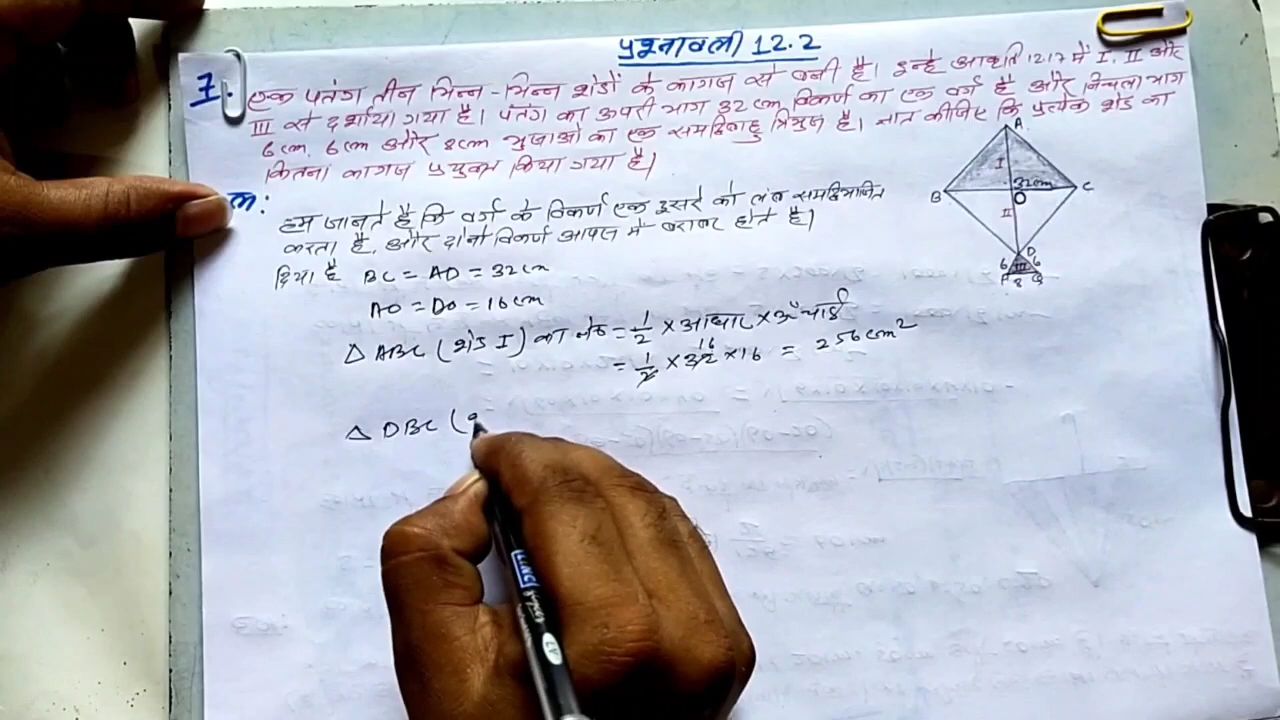 प्रश्नावली 12.2
7. एक पतंग तीन भिन्न-भिन्न शेडों के कागज से बनी है। इन्हे आकृति 12.17 में I, II और
III से दर्शाया गया है। पतंग का ऊपरी भाग 32 cm विकर्ण का एक वर्ग है और निचला भाग
6 cm, 6 cm और 8 cm भुजाओं का एक समद्विबाहु त्रिभुज है। ज्ञात कीजिए कि प्रत्येक शेड का
कितना कागज प्रयुक्त किया गया है।
हम जानते है कि वर्ग के विकर्ण एक दूसरे को लंब समद्विभाजित
करता है, और दोनो विकर्ण आपस में बराबर होते है।
दिया है BC = AD = 32 cm
AO = DO = 16 cm
△ ABC (शेड I) का क्षे॰ = 1/2 × आधार × ऊँचाई
= 1/2 × 32 16 × 16 = 256 cm²
△ DBC (
A
I
B 32cm C
O
II
D
6 III 6
8
LINC